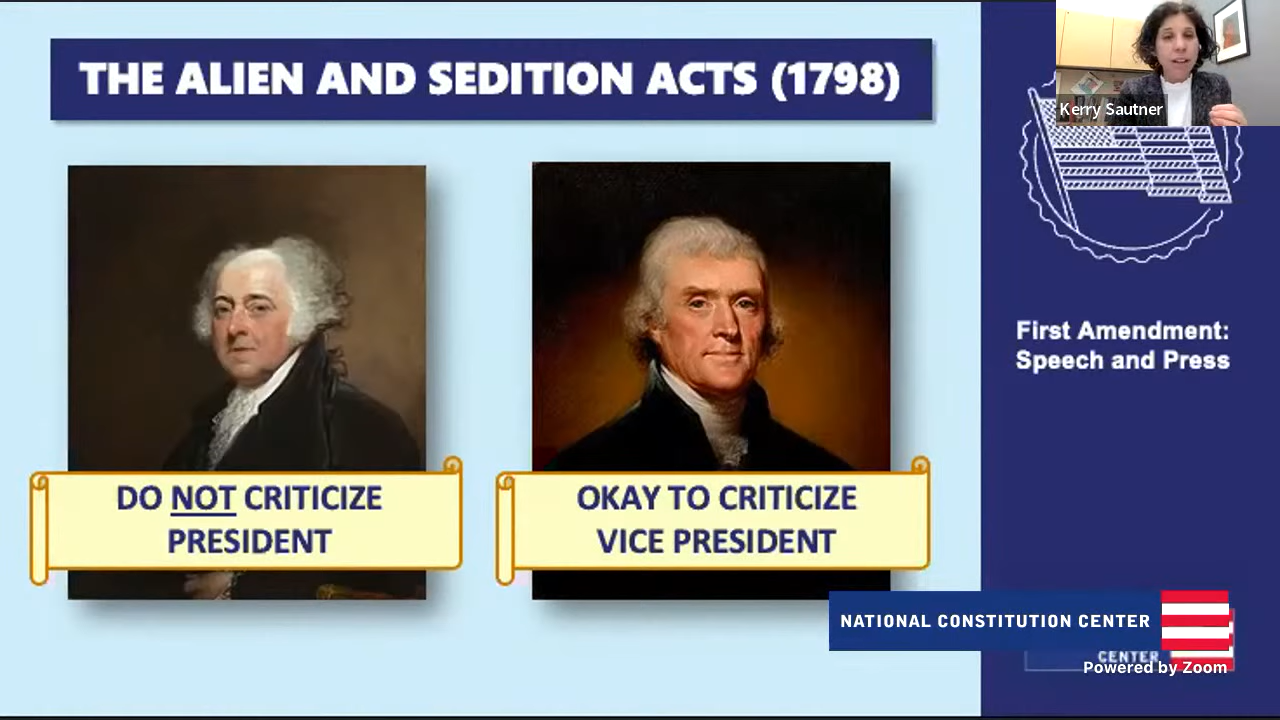 THE ALIEN AND SEDITION ACTS (1798)
Kerry Sautner
DO NOT CRITICIZE
PRESIDENT
OKAY TO CRITICIZE
VICE PRESIDENT
First Amendment:
Speech and Press
NATIONAL CONSTITUTION CENTER
CENTER
Powered by Zoom